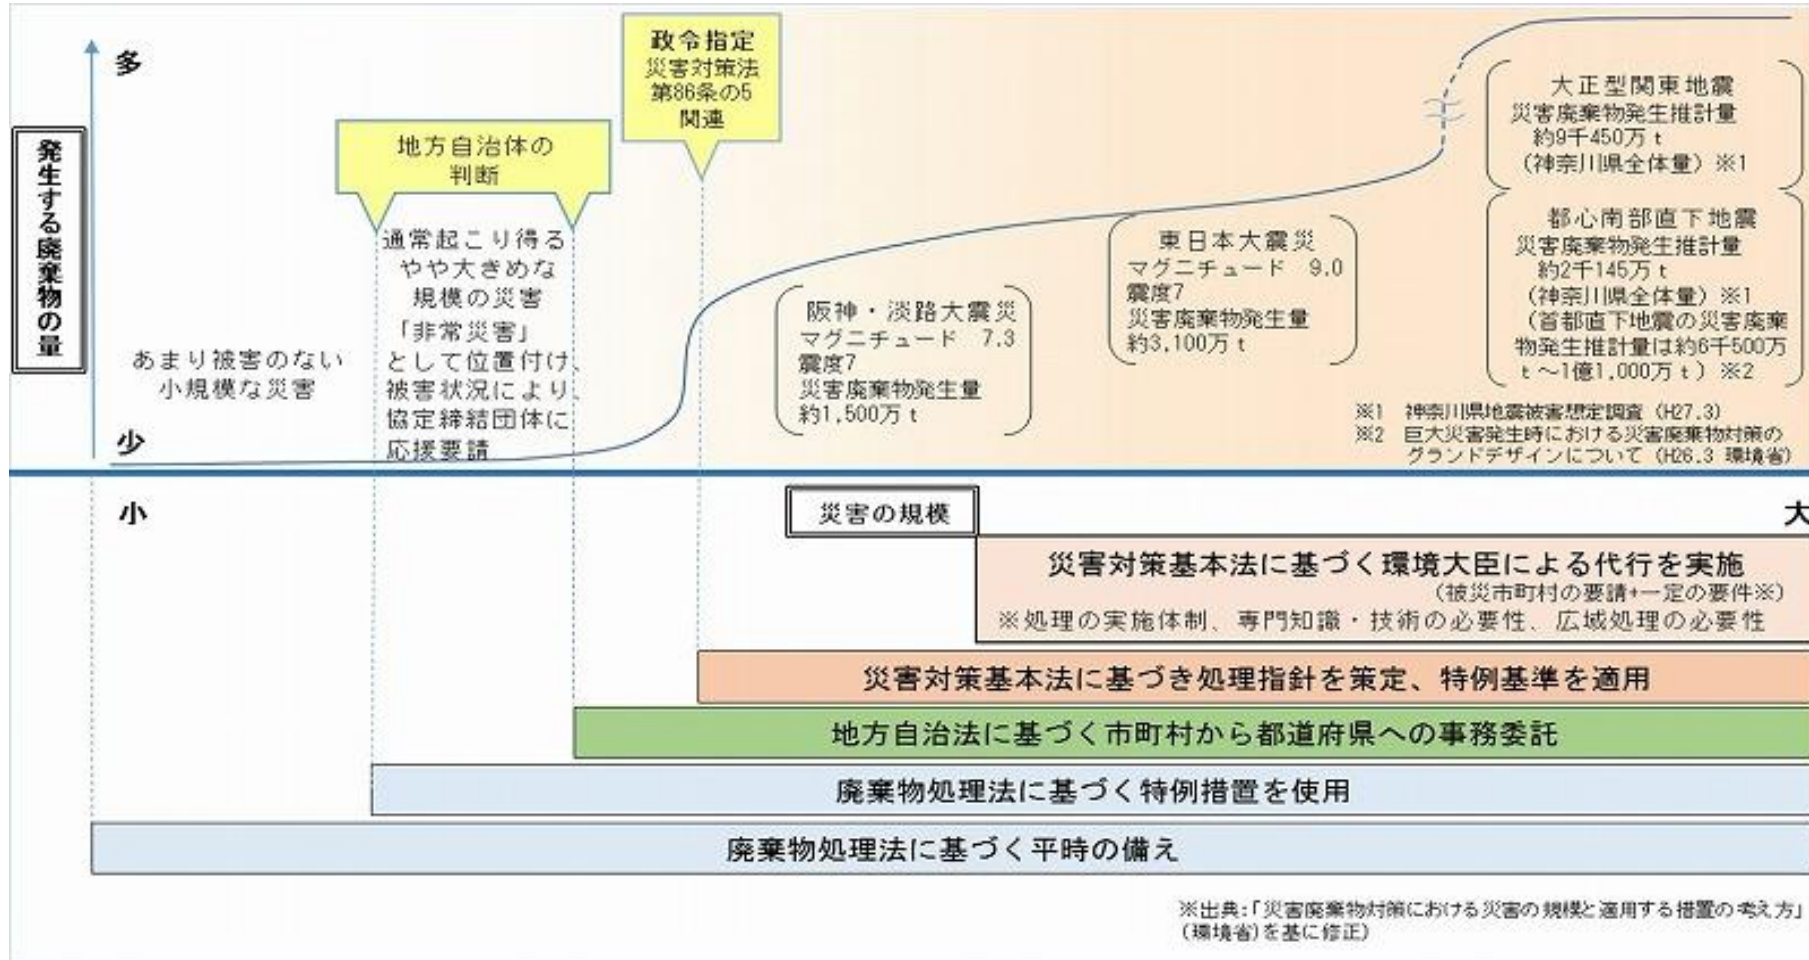 多
政令指定
災害対策法
第86条の5
関連
地方自治体の
判断
発生する廃棄物の量
通常起こり得る
やや大きめな
規模の災害
「非常災害」
として位置付け、
被害状況により、
協定締結団体に
応援要請
あまり被害のない
小規模な災害
少
阪神・淡路大震災
マグニチュード 7.3
震度7
災害廃棄物発生量
約1,500万t
東日本大震災
マグニチュード 9.0
震度7
災害廃棄物発生量
約3,100万t
大正型関東地震
災害廃棄物発生推計量
約9千450万t
(神奈川県全体量)※1
都心南部直下地震
災害廃棄物発生推計量
約2千145万t
(神奈川県全体量)※1
(首都直下地震の災害廃棄
物発生推計量は約6千500万
t～1億1,000万t)※2
※1 神奈川県地震被害想定調査(H27.3)
※2 巨大災害発生時における災害廃棄物対策の
グランドデザインについて(H26.3 環境省)
小
災害の規模
大
災害対策基本法に基づく環境大臣による代行を実施
(被災市町村の要請+一定の要件※)
※処理の実施体制、専門知識・技術の必要性、広域処理の必要性
災害対策基本法に基づき処理指針を策定、特例基準を適用
地方自治法に基づく市町村から都道府県への事務委託
廃棄物処理法に基づく特例措置を使用
廃棄物処理法に基づく平時の備え
※出典:「災害廃棄物対策における災害の規模と適用する措置の考え方」
(環境省)を基に修正)